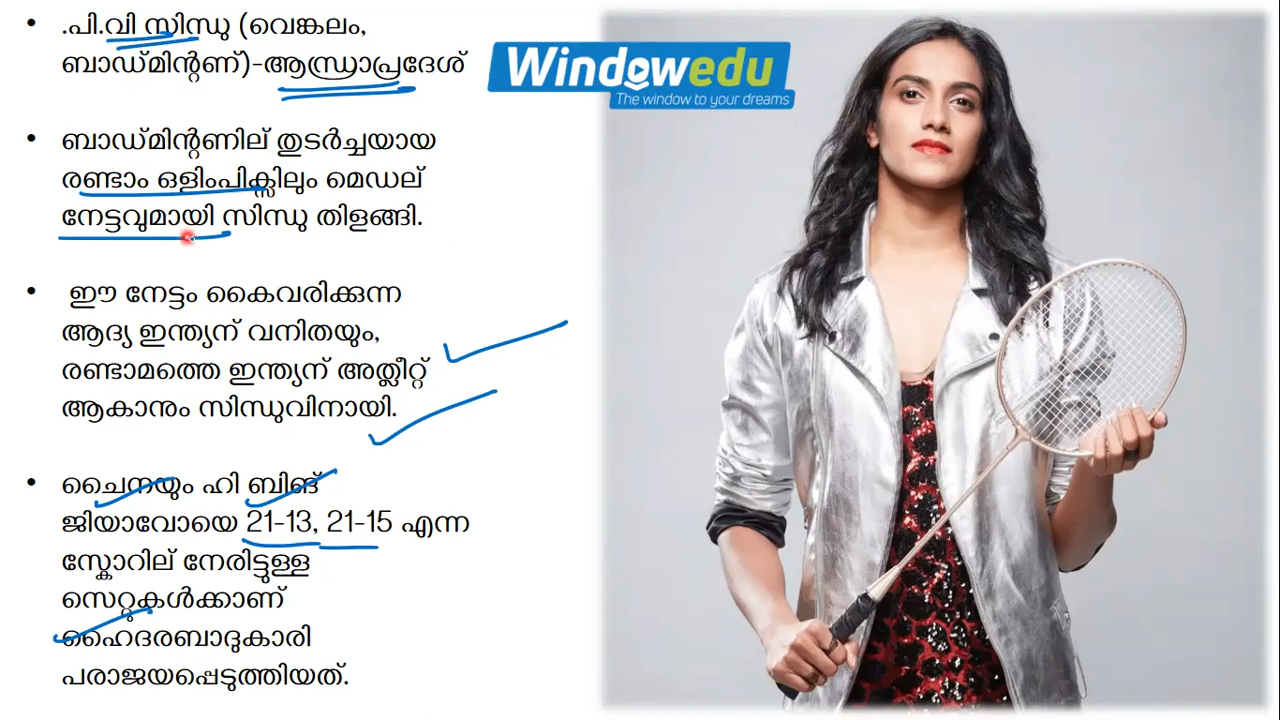 .പി.വി സിന്ധു (വെങ്കലം,
ബാഡ്മിന്റണ്)-ആന്ധ്രാപ്രദേശ്
ബാഡ്മിന്റണില് തുടർച്ചയായ
രണ്ടാം ഒളിംപിക്സിലും മെഡല്
നേട്ടവുമായി സിന്ധു തിളങ്ങി.
ഈ നേട്ടം കൈവരിക്കുന്ന
ആദ്യ ഇന്ത്യന് വനിതയും,
രണ്ടാമത്തെ ഇന്ത്യന് അത്ലീറ്റ്
ആകാനും സിന്ധുവിനായി.
ചൈനയും ഹി ബിങ്
ജിയാവോയെ 21-13, 21-15 എന്ന
സ്കോറില് നേരിട്ടുള്ള
സെറ്റുകൾക്കാണ്
ഹൈദരബാദുകാരി
പരാജയപ്പെടുത്തിയത്.
Windowedu
The window to your dreams